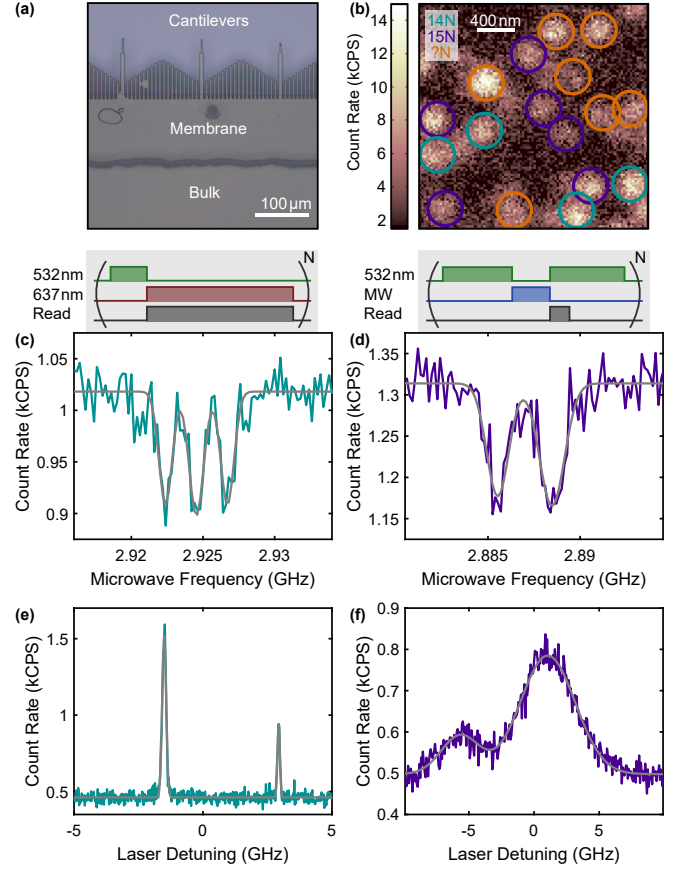 (a)
Cantilevers
Membrane
Bulk
100 µm
(b)
Count Rate (kCPS)
14
12
10
8
6
4
2
14N
15N
?N
400nm
532nm
637nm
Read
N
532nm
MW
Read
N
(c)
Count Rate (kCPS)
1.05
1
0.95
0.9
2.92
2.925
2.93
Microwave Frequency (GHz)
(d)
Count Rate (kCPS)
1.35
1.3
1.25
1.2
1.15
2.885
2.89
Microwave Frequency (GHz)
(e)
Count Rate (kCPS)
1.5
1
0.5
-5
0
5
Laser Detuning (GHz)
(f)
Count Rate (kCPS)
0.9
0.8
0.7
0.6
0.5
0.4
-5
0
5
Laser Detuning (GHz)